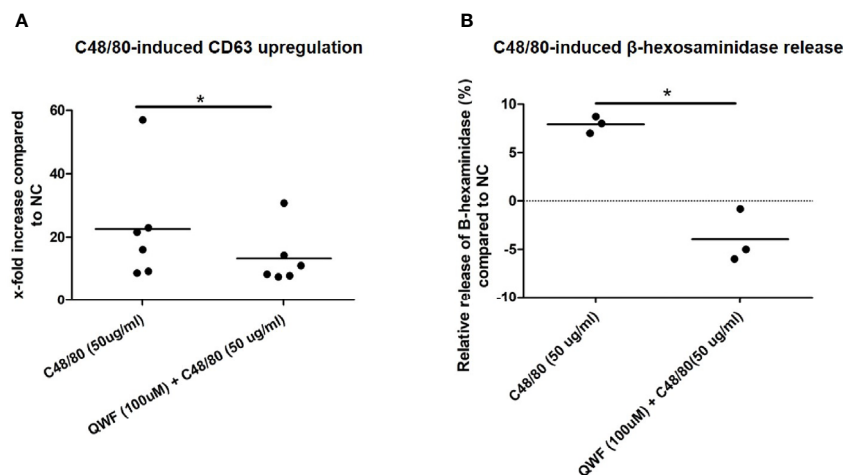 A
C48/80-induced CD63 upregulation
x-fold increase compared
to NC
60
40
20
0
*
C48/80 (50ug/ml)
QWF (100uM) + C48/80 (50 ug/ml)
B
C48/80-induced β-hexosaminidase release
Relative release of B-hexaminidase (%)
compared to NC
10
5
0
-5
-10
*
C48/80 (50 ug/ml)
QWF (100uM) + C48/80(50 ug/ml)